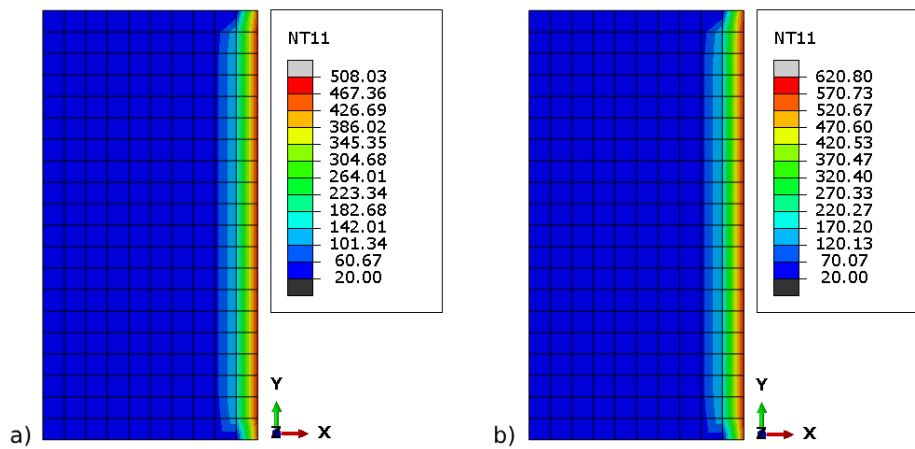 NT11
508.03
467.36
426.69
386.02
345.35
304.68
264.01
223.34
182.68
142.01
101.34
60.67
20.00
Y
Z
X
a)
NT11
620.80
570.73
520.67
470.60
420.53
370.47
320.40
270.33
220.27
170.20
120.13
70.07
20.00
Y
Z
X
b)